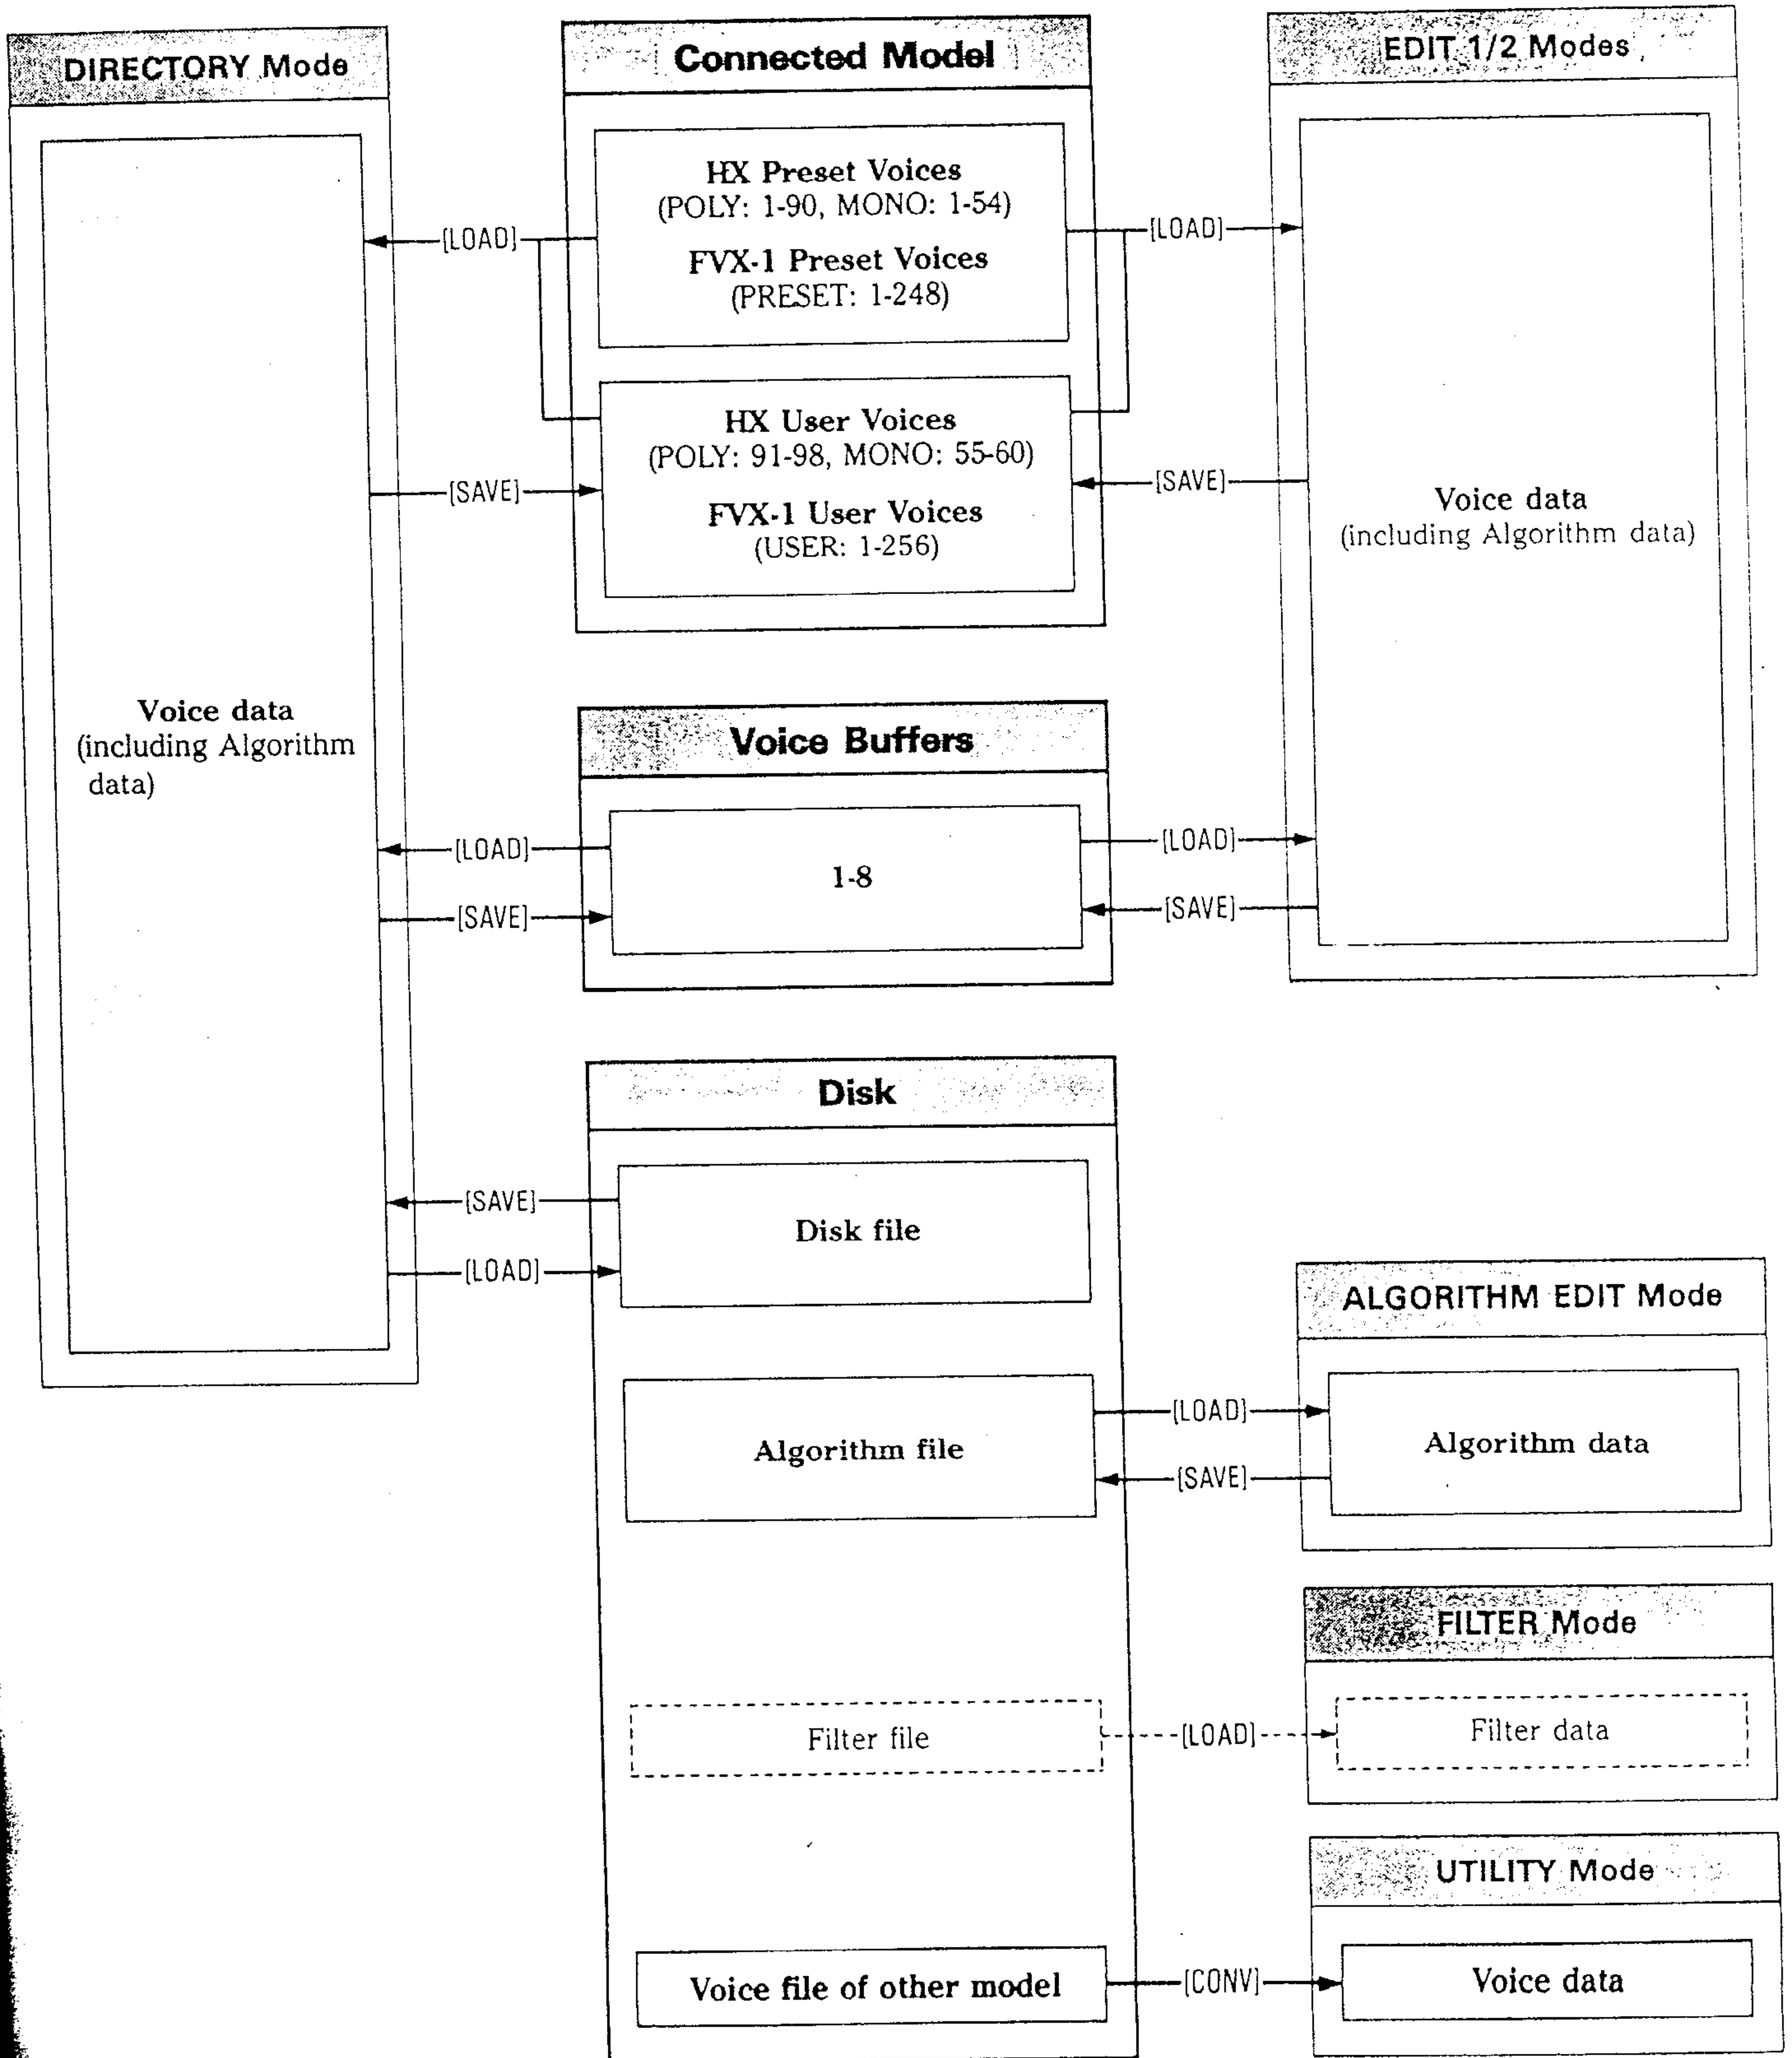 DIRECTORY Mode
Voice data
(including Algorithm
data)
Connected Model
HX Preset Voices
(POLY: 1-90, MONO: 1-54)
FVX-1 Preset Voices
(PRESET: 1-248)
[LOAD]
[LOAD]
HX User Voices
(POLY: 91-98, MONO: 55-60)
FVX-1 User Voices
(USER: 1-256)
[SAVE]
[SAVE]
EDIT 1/2 Modes
Voice data
(including Algorithm data)
Voice Buffers
[LOAD]
1-8
[LOAD]
[SAVE]
[SAVE]
Disk
[SAVE]
Disk file
[LOAD]
ALGORITHM EDIT Mode
Algorithm file
[LOAD]
[SAVE]
Algorithm data
FILTER Mode
Filter file
[LOAD]
Filter data
UTILITY Mode
Voice file of other model
[CONV]
Voice data